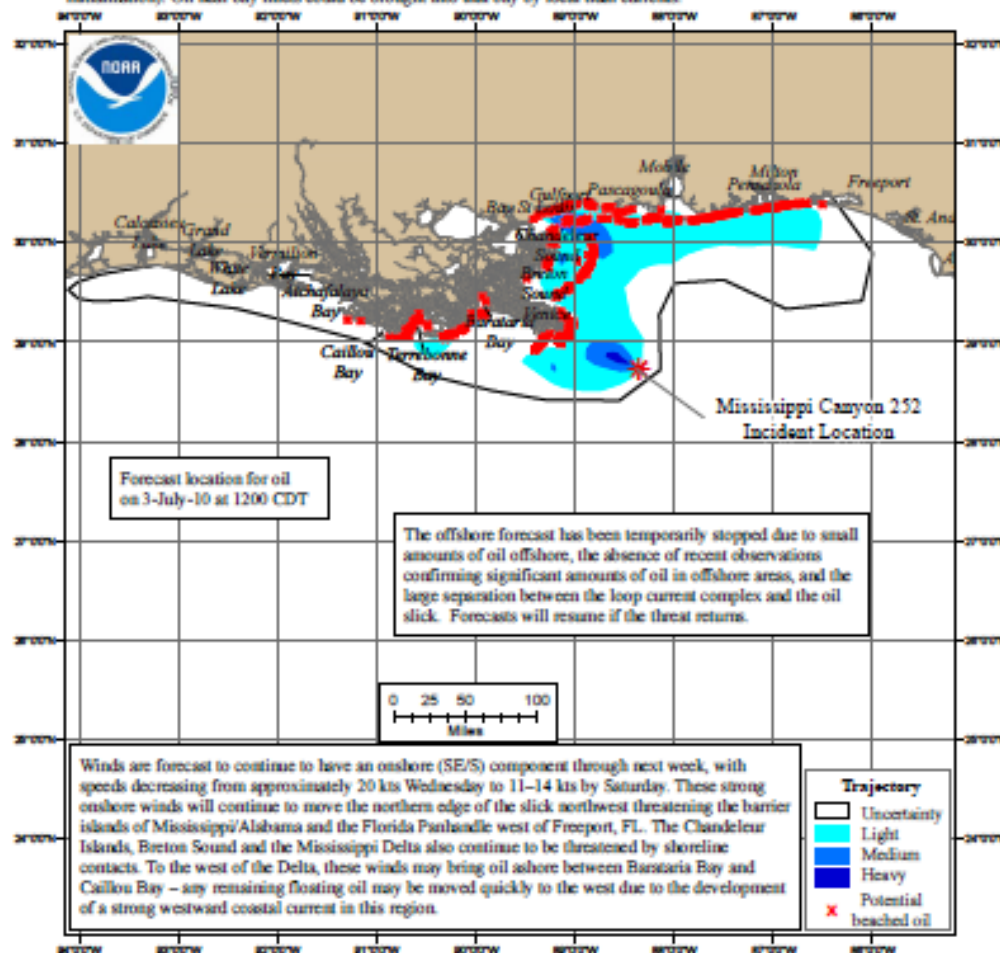 NOAA
Mobile
Milton
Pensacola
Freeport
Gulfport
Pascagoula
Bay St Louis
St. And
Calcasieu
Lake
Grand
Lake
White
Lake
Vermilion
Bay
Atchafalaya
Bay
Chandeleur
Sound
Breton
Sound
Venice
Barataria
Bay
Caillou
Bay
Terrebonne
Bay
Mississippi Canyon 252
Incident Location
Forecast location for oil
on 3-July-10 at 1200 CDT
The offshore forecast has been temporarily stopped due to small
amounts of oil offshore, the absence of recent observations
confirming significant amounts of oil in offshore areas, and the
large separation between the loop current complex and the oil
slick. Forecasts will resume if the threat returns.
0 25 50 100
Miles
Winds are forecast to continue to have an onshore (SE/S) component through next week, with
speeds decreasing from approximately 20 kts Wednesday to 11–14 kts by Saturday. These strong
onshore winds will continue to move the northern edge of the slick northwest threatening the barrier
islands of Mississippi/Alabama and the Florida Panhandle west of Freeport, FL. The Chandeleur
Islands, Breton Sound and the Mississippi Delta also continue to be threatened by shoreline
contacts. To the west of the Delta, these winds may bring oil ashore between Barataria Bay and
Caillou Bay – any remaining floating oil may be moved quickly to the west due to the development
of a strong westward coastal current in this region.
Trajectory
Uncertainty
Light
Medium
Heavy
Potential
beached oil